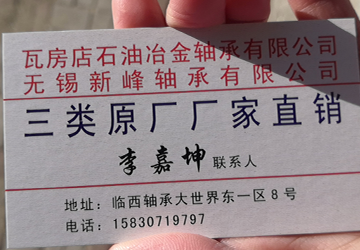 瓦房店石油冶金轴承有限公司
无锡新峰轴承有限公司
三类原厂厂家直销
李嘉坤 联系人
地址：临西轴承大世界东一区8号
电话：15830719797